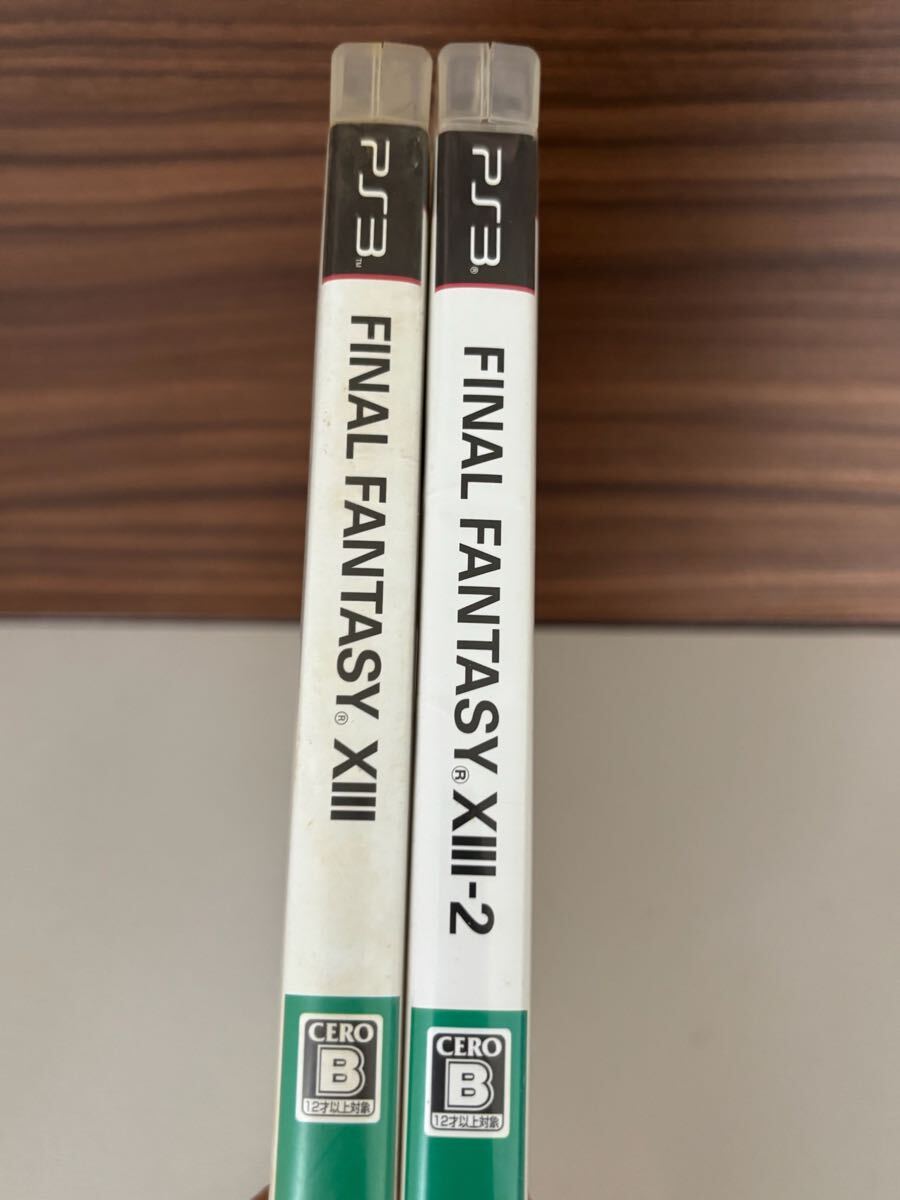 PS3™
FINAL FANTASY® XIII
CERO
B
12才以上対象
PS3®
FINAL FANTASY® XIII-2
CERO
B
12才以上対象